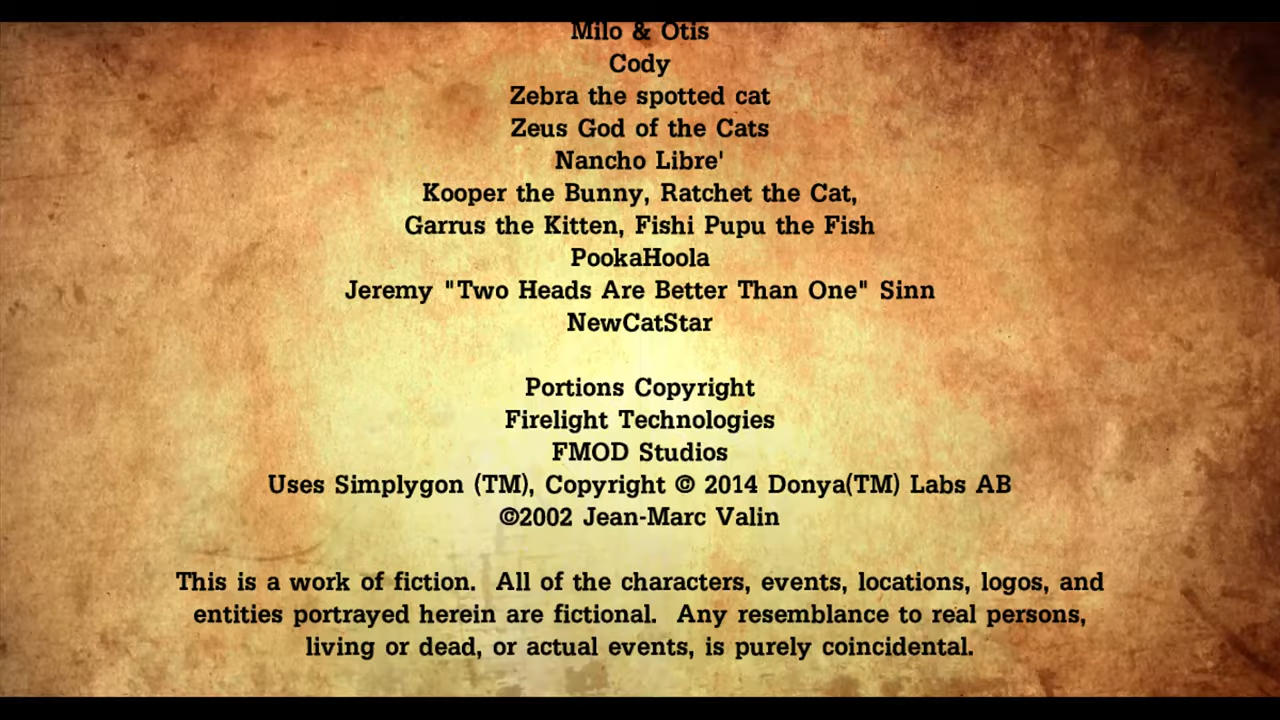 Milo & Otis
Cody
Zebra the spotted cat
Zeus God of the Cats
Nancho Libre'
Kooper the Bunny, Ratchet the Cat,
Garrus the Kitten, Fishi Pupu the Fish
PookaHoola
Jeremy "Two Heads Are Better Than One" Sinn
NewCatStar
Portions Copyright
Firelight Technologies
FMOD Studios
Uses Simplygon (TM), Copyright © 2014 Donya(TM) Labs AB
©2002 Jean-Marc Valin
This is a work of fiction.  All of the characters, events, locations, logos, and
entities portrayed herein are fictional.  Any resemblance to real persons,
living or dead, or actual events, is purely coincidental.